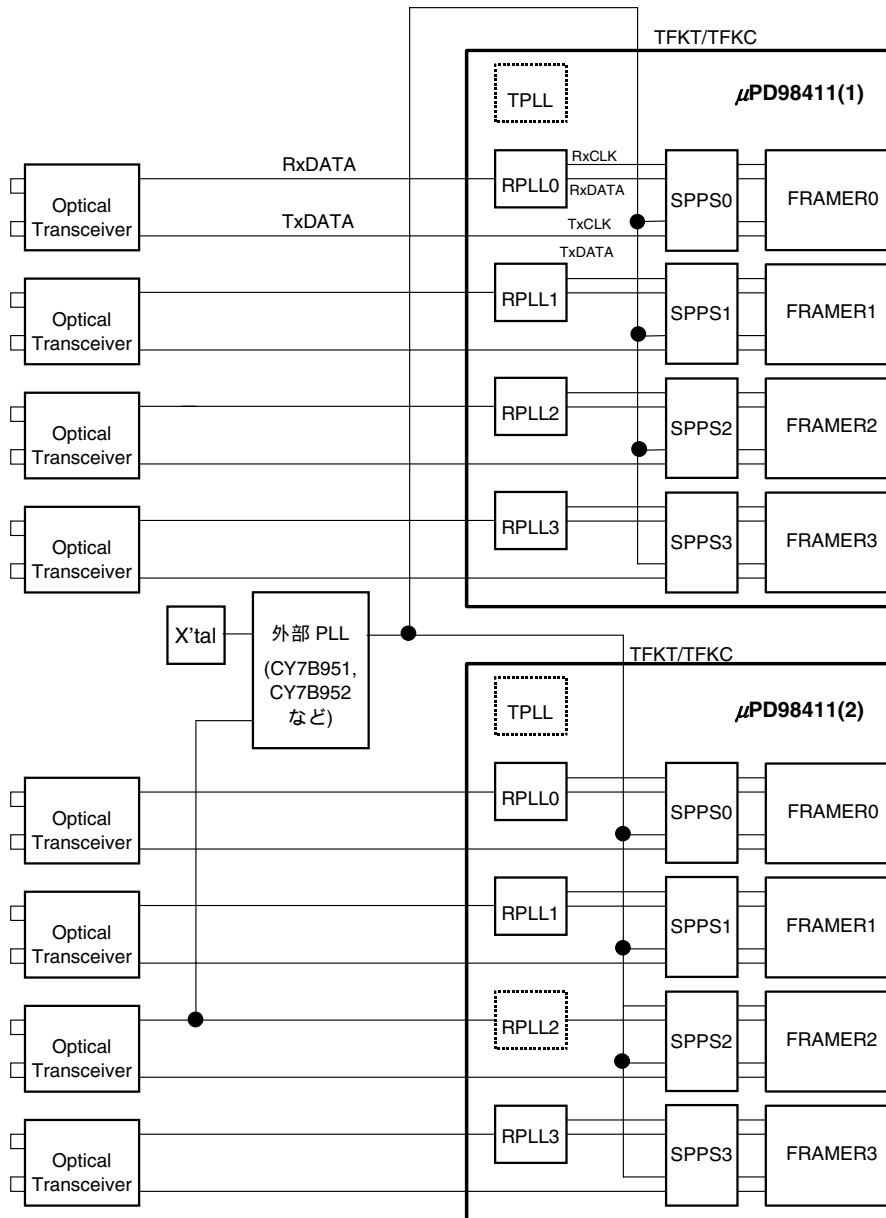 TFKT/TFKC
TPLL
μPD98411(1)
Optical
Transceiver
RxDATA
TxDATA
RPLL0
RxCLK
RxDATA
TxCLK
TxDATA
SPPS0
FRAMER0
Optical
Transceiver
RPLL1
SPPS1
FRAMER1
Optical
Transceiver
RPLL2
SPPS2
FRAMER2
Optical
Transceiver
RPLL3
SPPS3
FRAMER3
X'tal
外部 PLL
(CY7B951,
CY7B952
など)
TFKT/TFKC
TPLL
μPD98411(2)
Optical
Transceiver
RPLL0
SPPS0
FRAMER0
Optical
Transceiver
RPLL1
SPPS1
FRAMER1
Optical
Transceiver
RPLL2
SPPS2
FRAMER2
Optical
Transceiver
RPLL3
SPPS3
FRAMER3